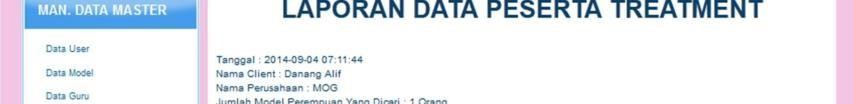 MAN. DATA MASTER
Data User
Data Model
Data Guru
LAPORAN DATA PESERTA TREATMENT
Tanggal : 2014-09-04 07:11:44
Nama Client : Danang Alif
Nama Perusahaan : MOG
Jumlah Model Perempuan Yang Dicari : 1 Orang